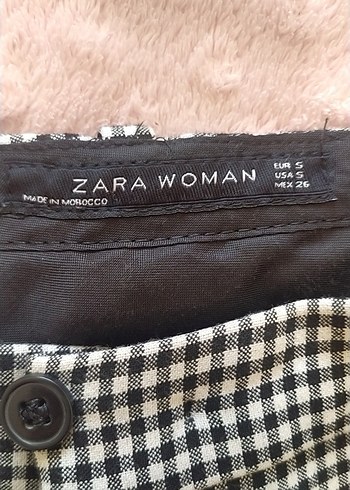 ZARA WOMAN
EUR S
USA S
MEX 26
MADE IN MOROCCO